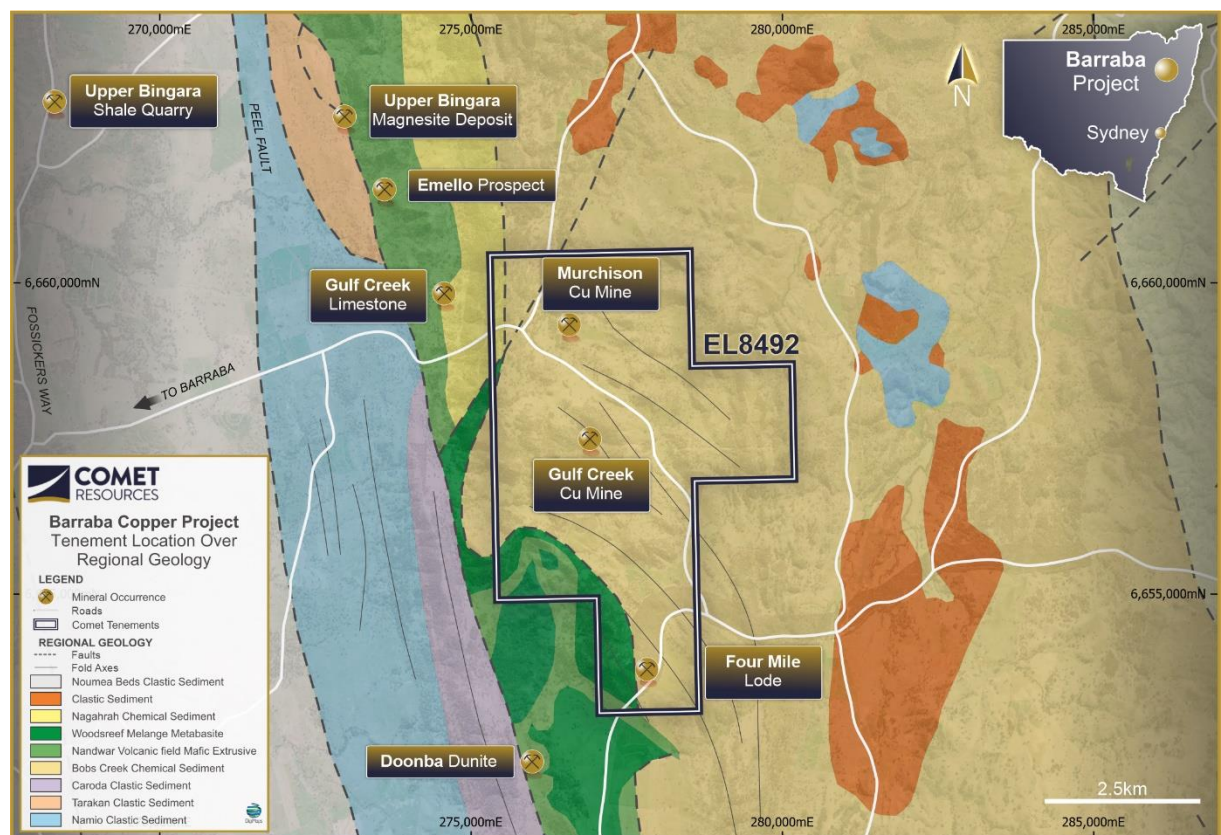 270,000mE
275,000mE
280,000mE
285,000mE
Upper Bingara
Shale Quarry
PEEL FAULT
Upper Bingara
Magnesite Deposit
Emello Prospect
N
Barraba
Project
Sydney
6,660,000mN
6,660,000mN
FOSSICKERS WAY
Gulf Creek
Limestone
Murchison
Cu Mine
EL8492
TO BARRABA
Gulf Creek
Cu Mine
6,655,000mN
Four Mile
Lode
Doonba Dunite
COMET
RESOURCES
Barraba Copper Project
Tenement Location Over
Regional Geology
LEGEND
Mineral Occurrence
Roads
Comet Tenements
REGIONAL GEOLOGY
Faults
Fold Axes
Noumea Beds Clastic Sediment
Clastic Sediment
Nagahrah Chemical Sediment
Woodsreef Melange Metabasite
Nandwar Volcanic field Mafic Extrusive
Bobs Creek Chemical Sediment
Caroda Clastic Sediment
Tarakan Clastic Sediment
Namio Clastic Sediment
2.5km
270,000mE
275,000mE
280,000mE
285,000mE